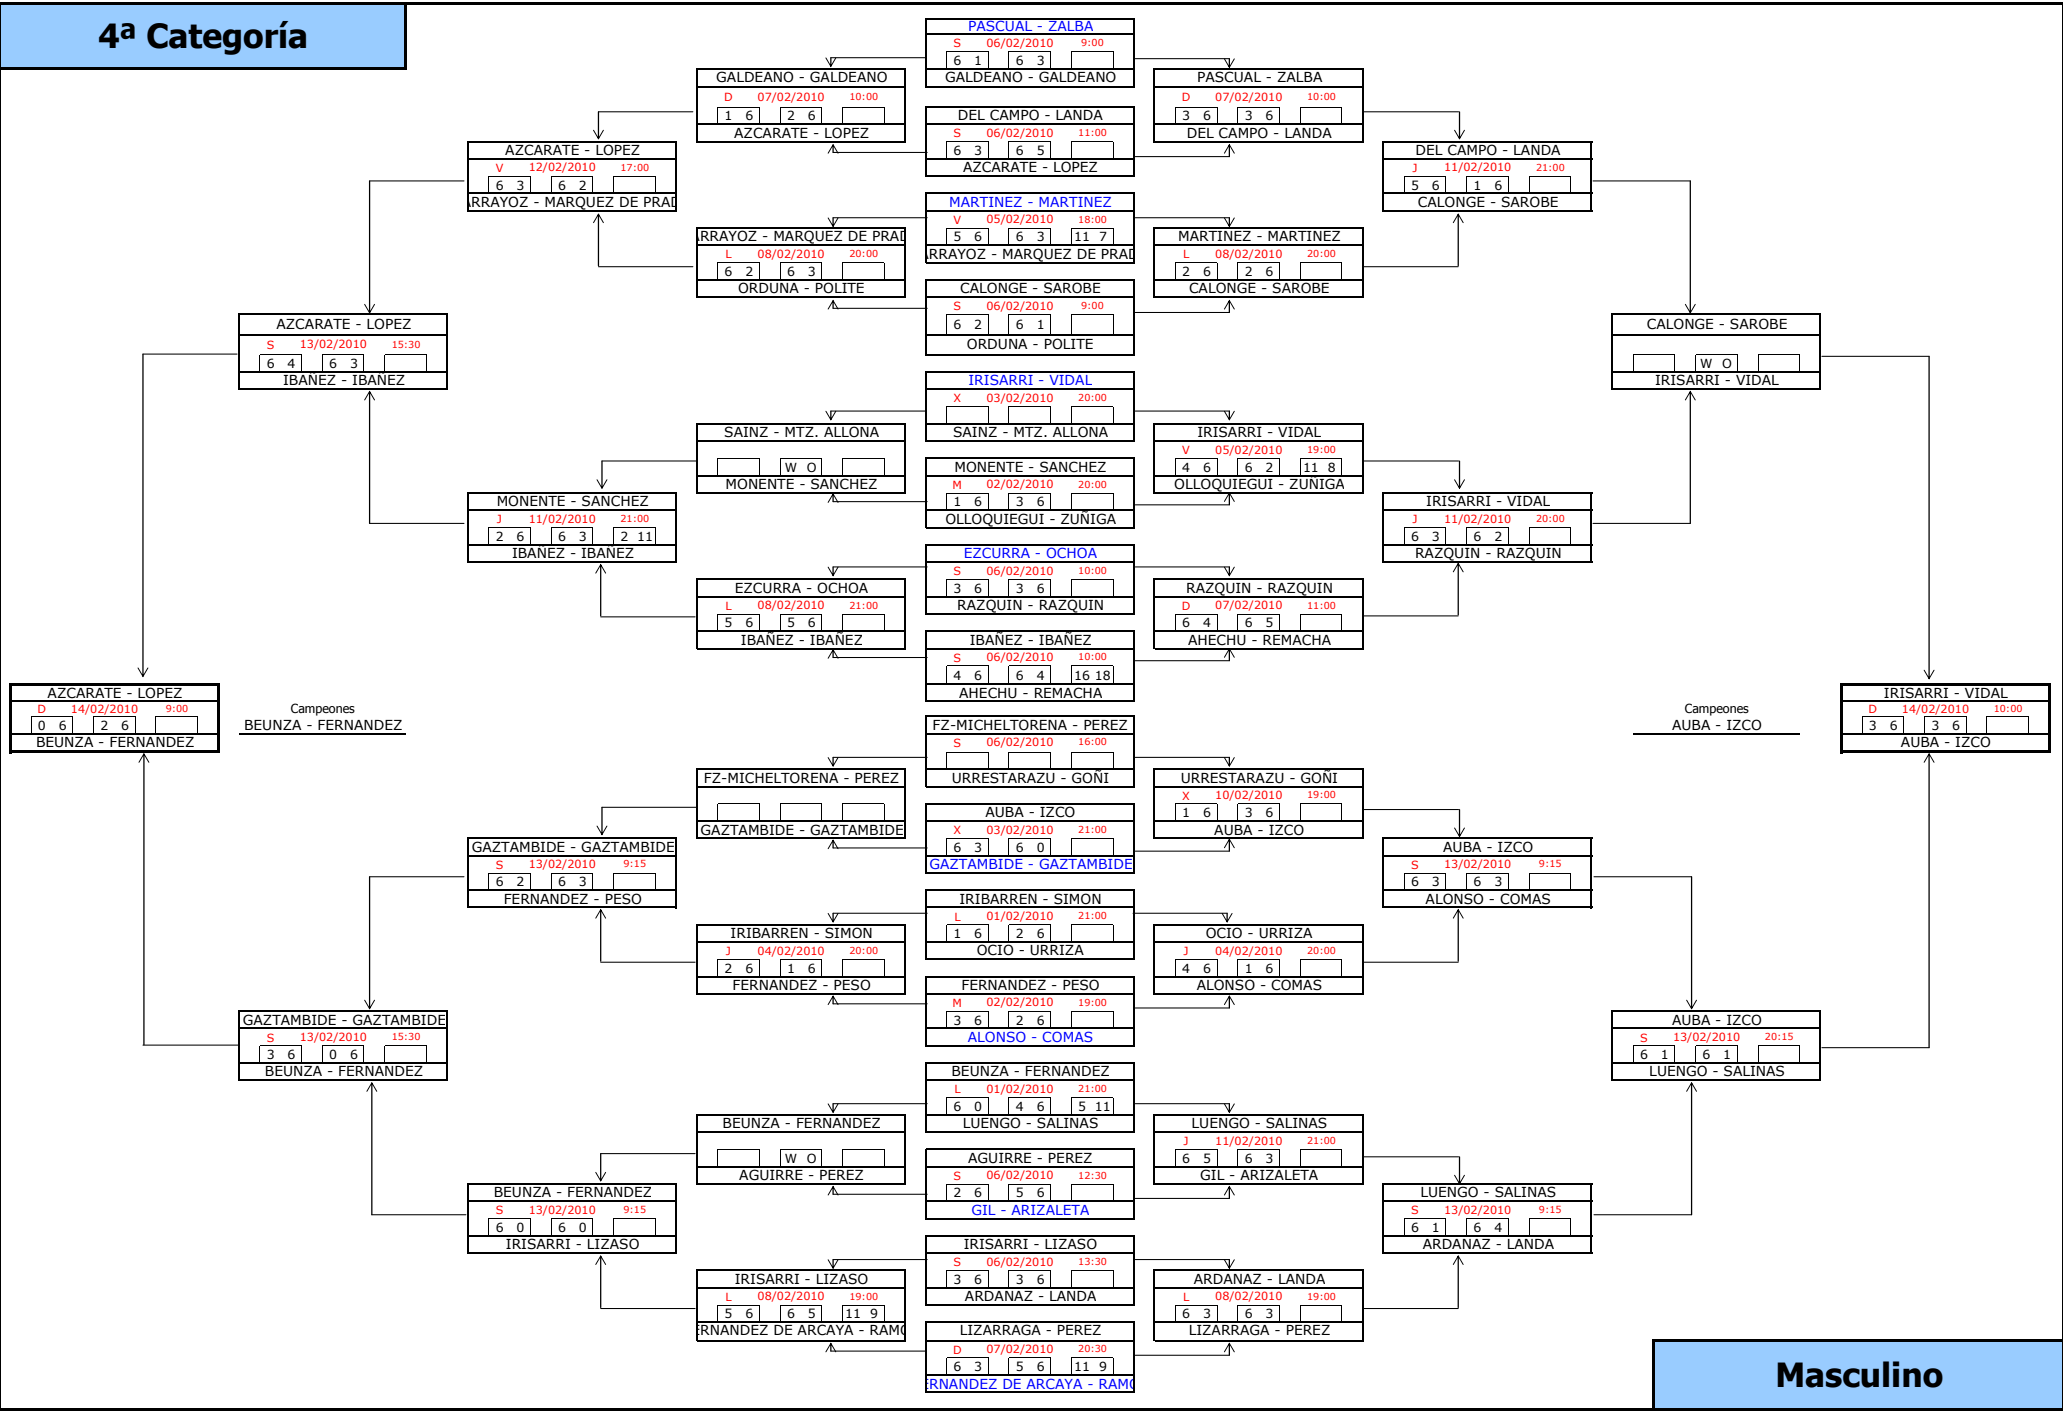 4ª Categoría
PASCUAL - ZALBA
S 06/02/2010 9:00
6 1 6 3
GALDEANO - GALDEANO
DEL CAMPO - LANDA
S 06/02/2010 11:00
6 3 6 5
AZCARATE - LOPEZ
MARTINEZ - MARTINEZ
V 05/02/2010 18:00
5 6 6 3 11 7
RRAYOZ - MARQUEZ DE PRAD
CALONGE - SAROBE
S 06/02/2010 9:00
6 2 6 1
ORDUNA - POLITE
IRISARRI - VIDAL
X 03/02/2010 20:00
SAINZ - MTZ. ALLONA
MONENTE - SANCHEZ
M 02/02/2010 20:00
1 6 3 6
OLLOQUIEGUI - ZUÑIGA
EZCURRA - OCHOA
S 06/02/2010 10:00
3 6 3 6
RAZQUIN - RAZQUIN
IBAÑEZ - IBAÑEZ
S 06/02/2010 10:00
4 6 6 4 16 18
AHECHU - REMACHA
FZ-MICHELTORENA - PEREZ
S 06/02/2010 16:00
URRESTARAZU - GOÑI
AUBA - IZCO
X 03/02/2010 21:00
6 3 6 0
GAZTAMBIDE - GAZTAMBIDE
IRIBARREN - SIMON
L 01/02/2010 21:00
1 6 2 6
OCIO - URRIZA
FERNANDEZ - PESO
M 02/02/2010 19:00
3 6 2 6
ALONSO - COMAS
BEUNZA - FERNANDEZ
L 01/02/2010 21:00
6 0 4 6 5 11
LUENGO - SALINAS
AGUIRRE - PEREZ
S 06/02/2010 12:30
2 6 5 6
GIL - ARIZALETA
IRISARRI - LIZASO
S 06/02/2010 13:30
3 6 3 6
ARDANAZ - LANDA
LIZARRAGA - PEREZ
D 07/02/2010 20:30
6 3 5 6 11 9
RNANDEZ DE ARCAYA - RAMO
GALDEANO - GALDEANO
D 07/02/2010 10:00
1 6 2 6
AZCARATE - LOPEZ
RRAYOZ - MARQUEZ DE PRAD
L 08/02/2010 20:00
6 2 6 3
ORDUNA - POLITE
SAINZ - MTZ. ALLONA
W O
MONENTE - SANCHEZ
EZCURRA - OCHOA
L 08/02/2010 21:00
5 6 5 6
IBAÑEZ - IBAÑEZ
FZ-MICHELTORENA - PEREZ
GAZTAMBIDE - GAZTAMBIDE
IRIBARREN - SIMON
J 04/02/2010 20:00
2 6 1 6
FERNANDEZ - PESO
BEUNZA - FERNANDEZ
W O
AGUIRRE - PEREZ
IRISARRI - LIZASO
L 08/02/2010 19:00
5 6 6 5 11 9
RNANDEZ DE ARCAYA - RAMO
AZCARATE - LOPEZ
V 12/02/2010 17:00
6 3 6 2
ARRAYOZ - MARQUEZ DE PRAD
MONENTE - SANCHEZ
J 11/02/2010 21:00
2 6 6 3 2 11
IBAÑEZ - IBAÑEZ
GAZTAMBIDE - GAZTAMBIDE
S 13/02/2010 9:15
6 2 6 3
FERNANDEZ - PESO
BEUNZA - FERNANDEZ
S 13/02/2010 9:15
6 0 6 0
IRISARRI - LIZASO
AZCARATE - LOPEZ
S 13/02/2010 15:30
6 4 6 3
IBAÑEZ - IBAÑEZ
GAZTAMBIDE - GAZTAMBIDE
S 13/02/2010 15:30
3 6 0 6
BEUNZA - FERNANDEZ
AZCARATE - LOPEZ
D 14/02/2010 9:00
0 6 2 6
BEUNZA - FERNANDEZ
Campeones
BEUNZA - FERNANDEZ
PASCUAL - ZALBA
D 07/02/2010 10:00
3 6 3 6
DEL CAMPO - LANDA
MARTINEZ - MARTINEZ
L 08/02/2010 20:00
2 6 2 6
CALONGE - SAROBE
IRISARRI - VIDAL
V 05/02/2010 19:00
4 6 6 2 11 8
OLLOQUIEGUI - ZUÑIGA
RAZQUIN - RAZQUIN
D 07/02/2010 11:00
6 4 6 5
AHECHU - REMACHA
URRESTARAZU - GOÑI
X 10/02/2010 19:00
1 6 3 6
AUBA - IZCO
OCIO - URRIZA
J 04/02/2010 20:00
4 6 1 6
ALONSO - COMAS
LUENGO - SALINAS
J 11/02/2010 21:00
6 5 6 3
GIL - ARIZALETA
ARDANAZ - LANDA
L 08/02/2010 19:00
6 3 6 3
LIZARRAGA - PEREZ
DEL CAMPO - LANDA
J 11/02/2010 21:00
5 6 1 6
CALONGE - SAROBE
IRISARRI - VIDAL
J 11/02/2010 20:00
6 3 6 2
RAZQUIN - RAZQUIN
AUBA - IZCO
S 13/02/2010 9:15
6 3 6 3
ALONSO - COMAS
LUENGO - SALINAS
S 13/02/2010 9:15
6 1 6 4
ARDANAZ - LANDA
CALONGE - SAROBE
W O
IRISARRI - VIDAL
AUBA - IZCO
S 13/02/2010 20:15
6 1 6 1
LUENGO - SALINAS
Campeones
AUBA - IZCO
IRISARRI - VIDAL
D 14/02/2010 10:00
3 6 3 6
AUBA - IZCO
Masculino